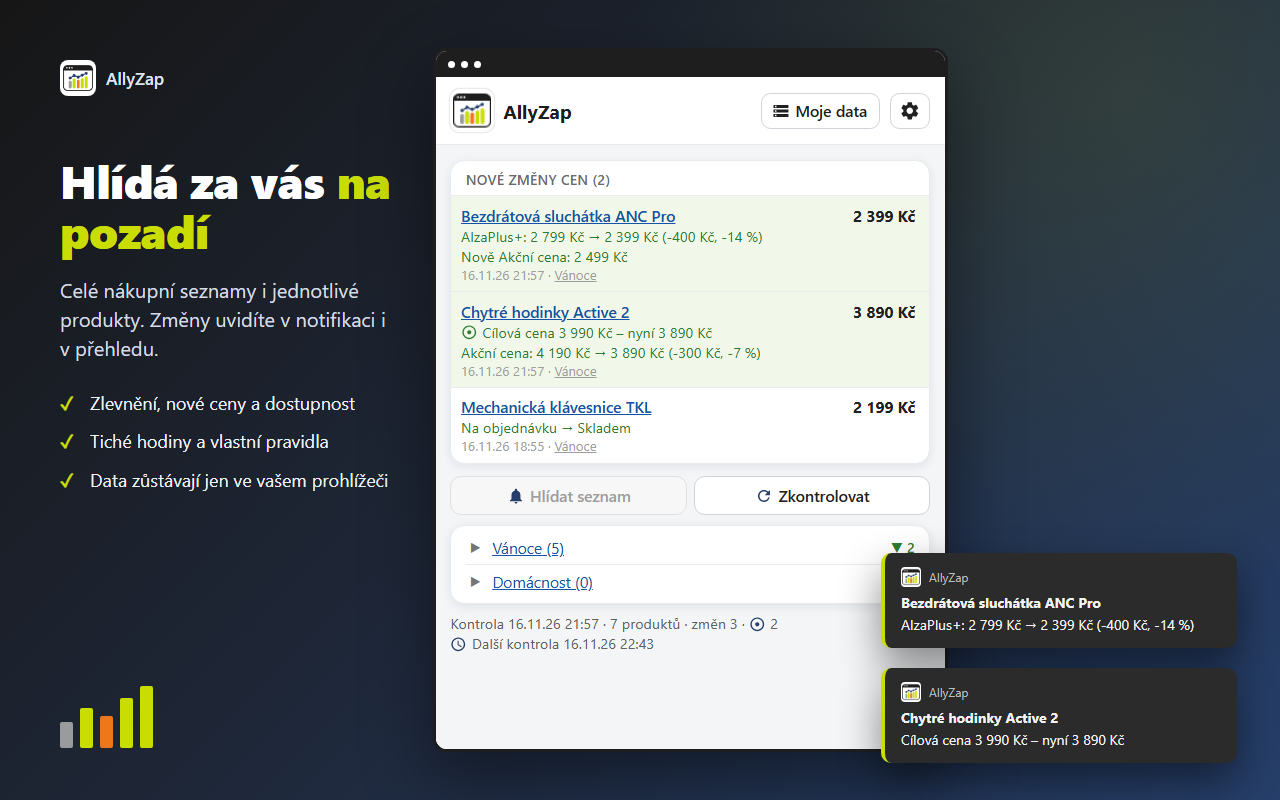 AllyZap
Hlídá za vás na
pozadí
Celé nákupní seznamy i jednotlivé
produkty. Změny uvidíte v notifikaci i
v přehledu.
✓ Zlevnění, nové ceny a dostupnost
✓ Tiché hodiny a vlastní pravidla
✓ Data zůstávají jen ve vašem prohlížeči
AllyZap
Moje data
NOVÉ ZMĚNY CEN (2)
Bezdrátová sluchátka ANC Pro 2 399 Kč
AlzaPlus+: 2 799 Kč → 2 399 Kč (-400 Kč, -14 %)
Nově Akční cena: 2 499 Kč
16.11.26 21:57 · Vánoce
Chytré hodinky Active 2 3 890 Kč
Cílová cena 3 990 Kč – nyní 3 890 Kč
Akční cena: 4 190 Kč → 3 890 Kč (-300 Kč, -7 %)
16.11.26 21:57 · Vánoce
Mechanická klávesnice TKL 2 199 Kč
Na objednávku → Skladem
16.11.26 18:55 · Vánoce
Hlídat seznam
Zkontrolovat
▶ Vánoce (5) ▼ 2
▶ Domácnost (0)
Kontrola 16.11.26 21:57 · 7 produktů · změn 3 · 2
Další kontrola 16.11.26 22:43
AllyZap
Bezdrátová sluchátka ANC Pro
AlzaPlus+: 2 799 Kč → 2 399 Kč (-400 Kč, -14 %)
AllyZap
Chytré hodinky Active 2
Cílová cena 3 990 Kč – nyní 3 890 Kč